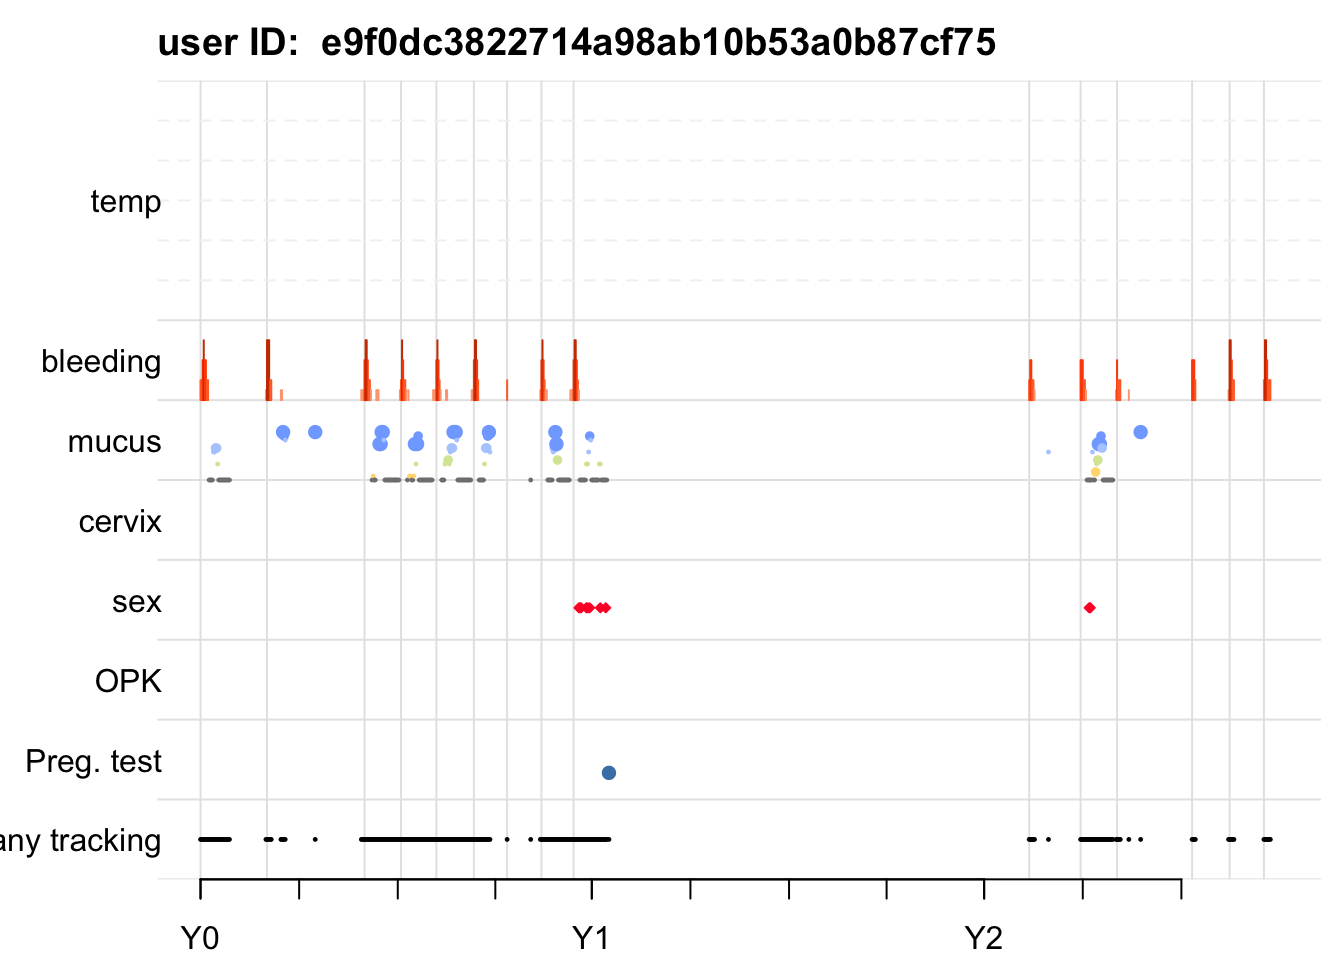 user ID:  e9f0dc3822714a98ab10b53a0b87cf75
temp
bleeding
mucus
cervix
sex
OPK
Preg. test
any tracking
Y0
Y1
Y2